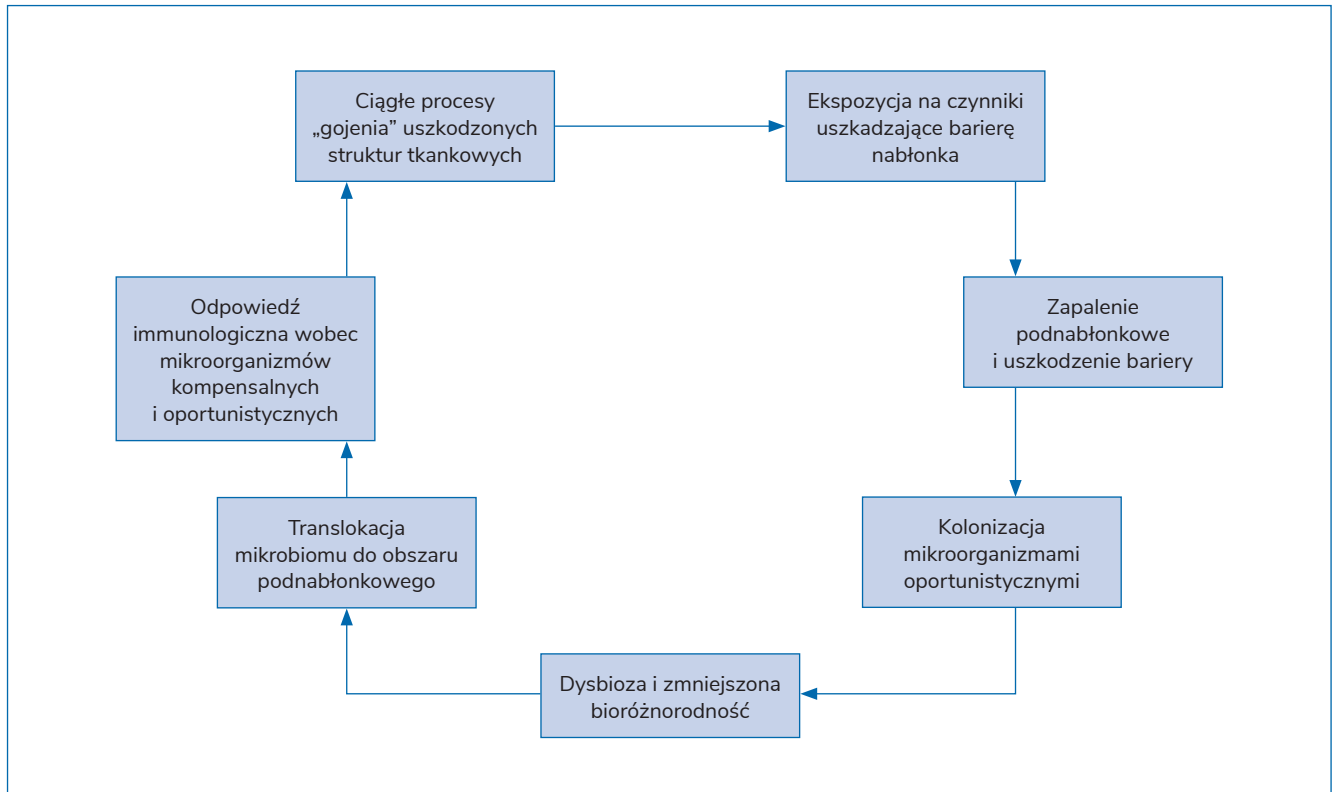 Ciągłe procesy
„gojenia” uszkodzonych
struktur tkankowych
Ekspozycja na czynniki
uszkadzające barierę
nabłonka
Zapalenie
podnabłonkowe
i uszkodzenie bariery
Kolonizacja
mikroorganizmami
oportunistycznymi
Dysbioza i zmniejszona
bioróżnorodność
Translokacja
mikrobiomu do obszaru
podnabłonkowego
Odpowiedź
immunologiczna wobec
mikroorganizmów
kompensalnych
i oportunistycznych